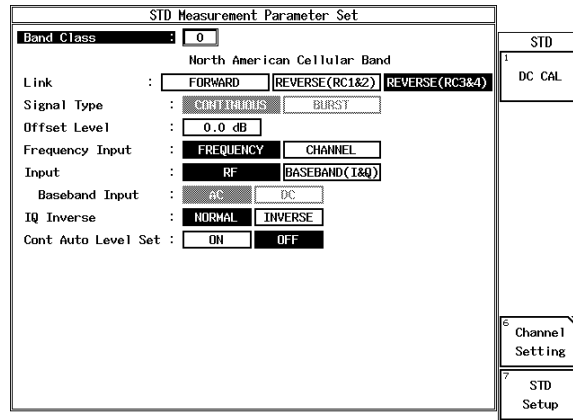 STD Measurement Parameter Set
Band Class : 0
North American Cellular Band
Link : FORWARD REVERSE(RC1&2) REVERSE(RC3&4)
Signal Type : CONTINUOUS BURST
Offset Level : 0.0 dB
Frequency Input : FREQUENCY CHANNEL
Input : RF BASEBAND(I&Q)
Baseband Input : AC DC
IQ Inverse : NORMAL INVERSE
Cont Auto Level Set : ON OFF
STD
1
DC CAL
6
Channel
Setting
7
STD
Setup